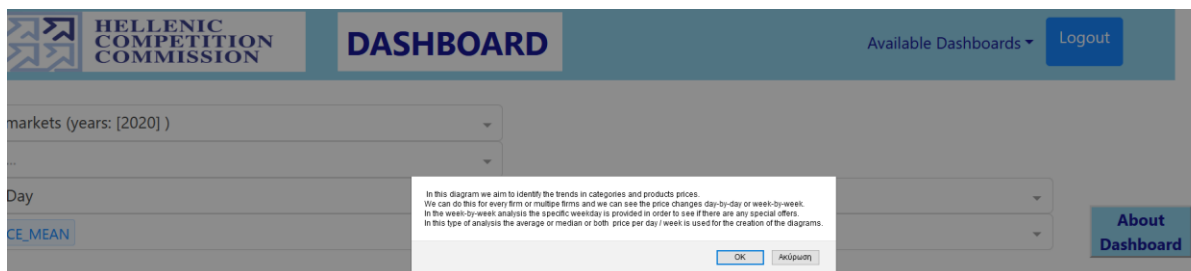 HELLENIC
COMPETITION
COMMISSION
DASHBOARD
Available Dashboards
Logout
markets (years: [2020] )
...
Day
CE_MEAN
In this diagram we aim to identify the trends in categories and products prices.
We can do this for every firm or multipe firms and we can see the price changes day-by-day or week-by-week.
In the week-by-week analysis the specific weekday is provided in order to see if there are any special offers.
In this type of analysis the average or median or both price per day / week is used for the creation of the diagrams.
OK Ακύρωση
About
Dashboard